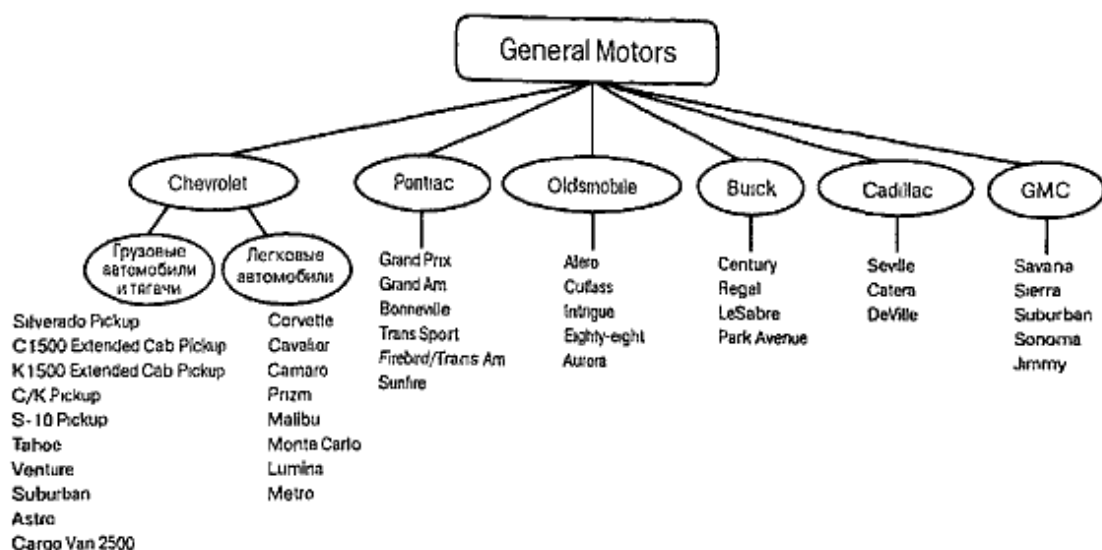 General Motors
Chevrolet
Pontiac
Oldsmobile
Buick
Cadillac
GMC
Грузовые
автомобили
и тягачи
Легковые
автомобили
Silverado Pickup
C1500 Extended Cab Pickup
K1500 Extended Cab Pickup
C/K Pickup
S-10 Pickup
Tahoe
Venture
Suburban
Astro
Cargo Van 2500
Corvette
Cavalier
Camaro
Prizm
Malibu
Monte Carlo
Lumina
Metro
Grand Prix
Grand Am
Bonneville
Trans Sport
Firebird/Trans Am
Sunfire
Alero
Cutlass
Intrigue
Eighty-eight
Aurora
Century
Regal
LeSabre
Park Avenue
Seville
Catera
DeVille
Savana
Sierra
Suburban
Sonoma
Jimmy